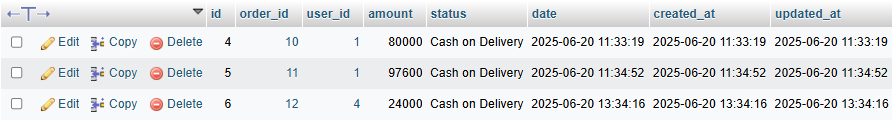 id order_id user_id amount status date created_at updated_at
Edit Copy Delete 4 10 1 80000 Cash on Delivery 2025-06-20 11:33:19 2025-06-20 11:33:19 2025-06-20 11:33:19
Edit Copy Delete 5 11 1 97600 Cash on Delivery 2025-06-20 11:34:52 2025-06-20 11:34:52 2025-06-20 11:34:52
Edit Copy Delete 6 12 4 24000 Cash on Delivery 2025-06-20 13:34:16 2025-06-20 13:34:16 2025-06-20 13:34:16